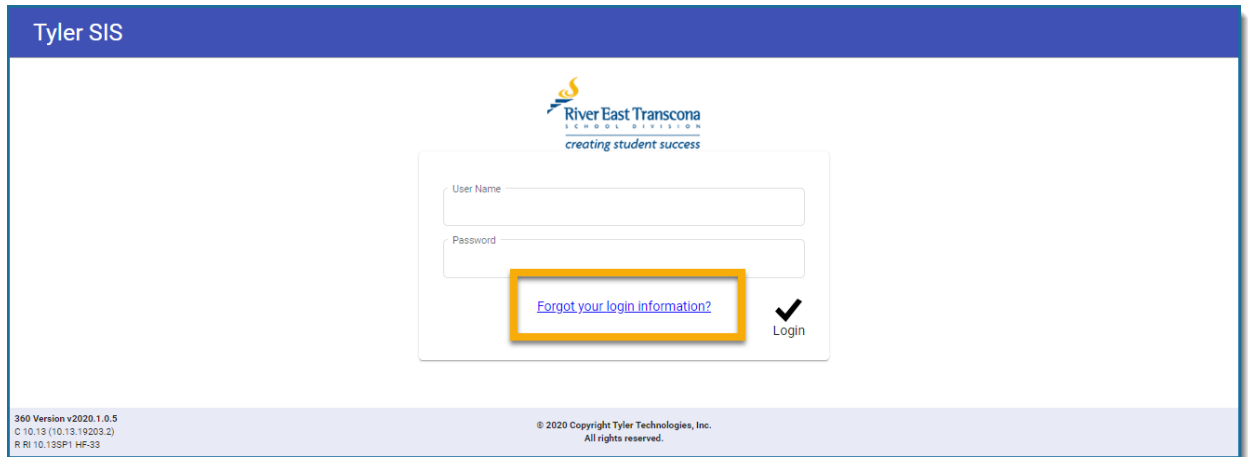 Tyler SIS
River East Transcona
SCHOOL DIVISION
creating student success
User Name
Password
Forgot your login information?
Login
360 Version v2020.1.0.5
C 10.13 (10.13.19203.2)
R RI 10.13SP1 HF-33
© 2020 Copyright Tyler Technologies, Inc.
All rights reserved.